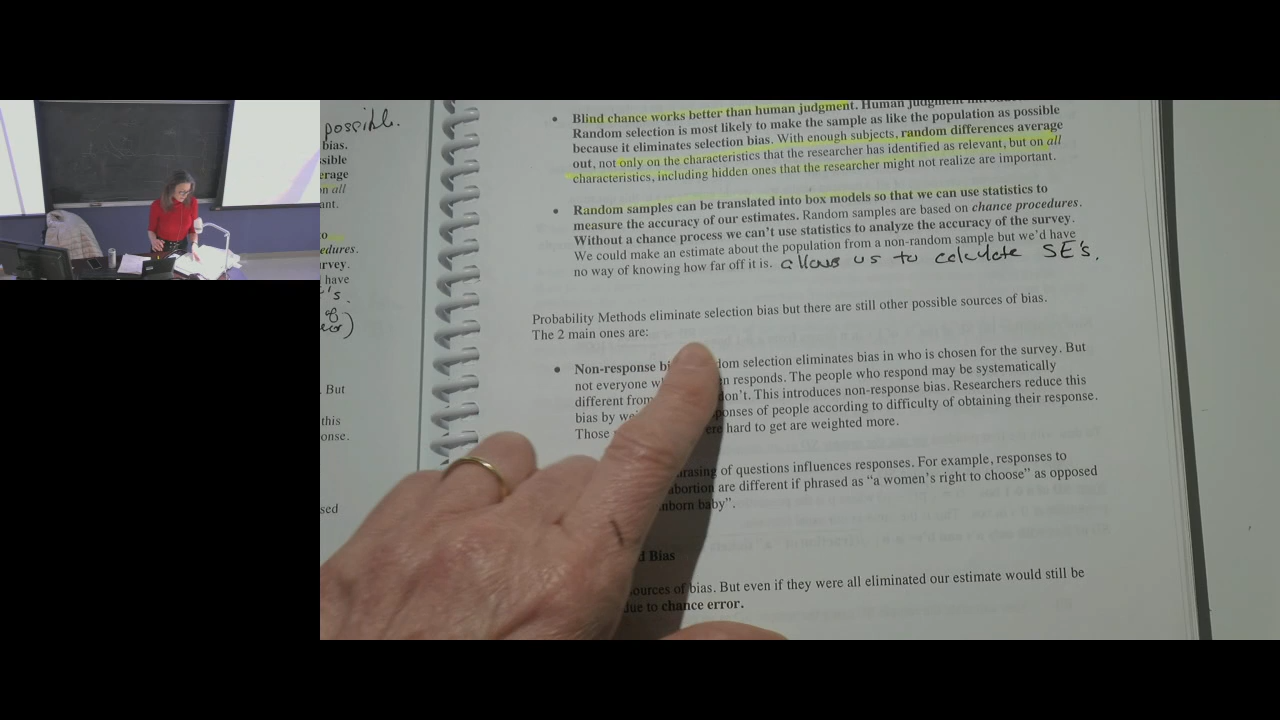 possible.
bias.
sible
erage
n all
ant.
o
edures.
rvey.
have
's.
of
But
this
onse.
sed
Blind chance works better than human judgment. Human judgment
Random selection is most likely to make the sample as like the population as possible
because it eliminates selection bias. With enough subjects, random differences average
out, not only on the characteristics that the researcher has identified as relevant, but on all
characteristics, including hidden ones that the researcher might not realize are important.
Random samples can be translated into box models so that we can use statistics to
measure the accuracy of our estimates. Random samples are based on chance procedures.
Without a chance process we can't use statistics to analyze the accuracy of the survey.
We could make an estimate about the population from a non-random sample but we'd have
no way of knowing how far off it is. allows us to calculate SE's.
Probability Methods eliminate selection bias but there are still other possible sources of bias.
The 2 main ones are:
Non-response bi dom selection eliminates bias in who is chosen for the survey. But
not everyone w n responds. The people who respond may be systematically
different from don't. This introduces non-response bias. Researchers reduce this
bias by we ponses of people according to difficulty of obtaining their response.
Those ere hard to get are weighted more.
rasing of questions influences responses. For example, responses to
abortion are different if phrased as "a women's right to choose" as opposed
nborn baby".
d Bias
ources of bias. But even if they were all eliminated our estimate would still be
due to chance error.